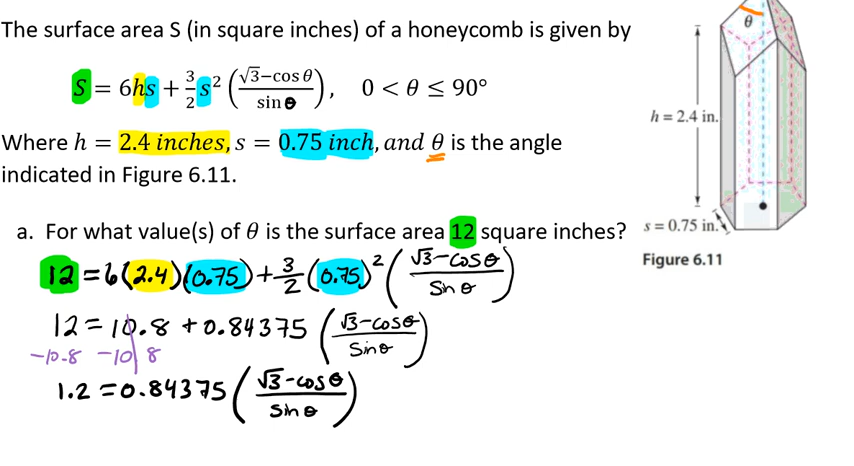 The surface area S (in square inches) of a honeycomb is given by
S = 6hs + 3/2 s² ( (√3−cos θ) / sin θ ), 0 < θ ≤ 90°
Where h = 2.4 inches, s = 0.75 inch, and θ is the angle
indicated in Figure 6.11.
θ
h = 2.4 in.
s = 0.75 in.
Figure 6.11
a. For what value(s) of θ is the surface area 12 square inches?
12 = 6(2.4)(0.75) + 3/2 (0.75)² ( (√3−cos θ) / sin θ )
12 = 10.8 + 0.84375 ( (√3−cos θ) / sin θ )
−10.8 −10.8
1.2 = 0.84375 ( (√3−cos θ) / sin θ )